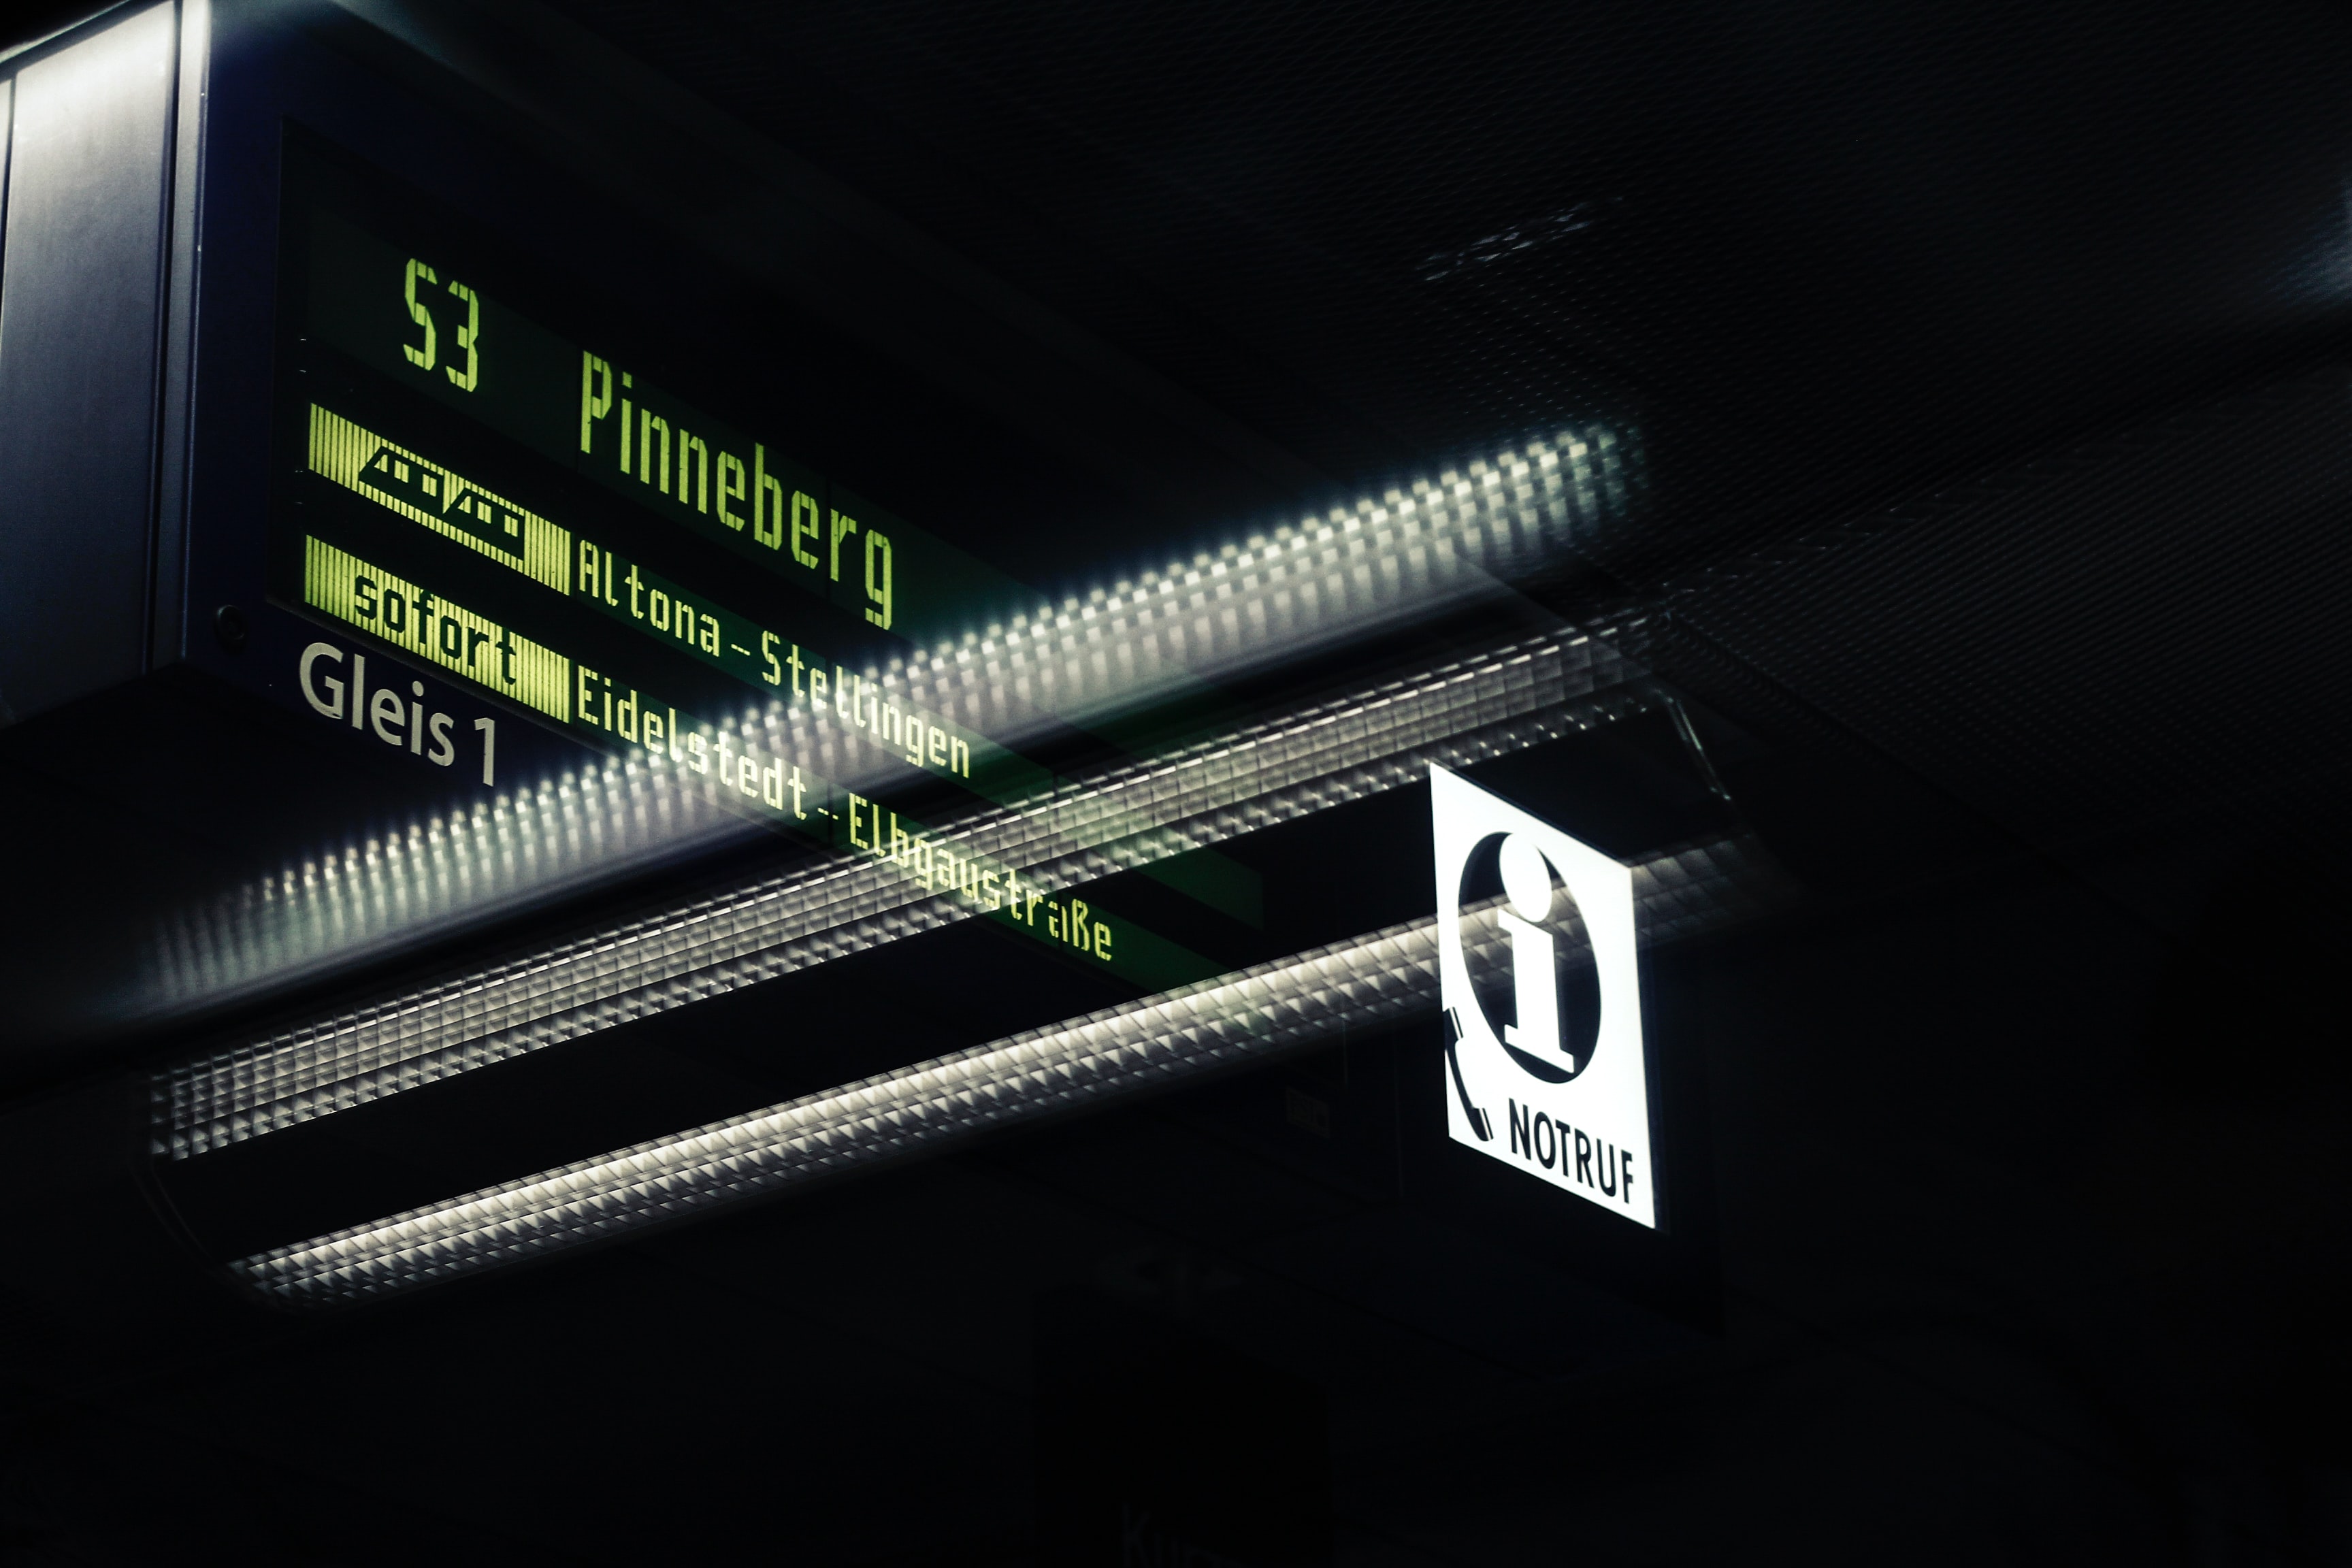 S3 Pinneberg
Altona-Stellingen
sofort Eidelstedt--Elbgaustraße
Gleis 1
i
NOTRUF